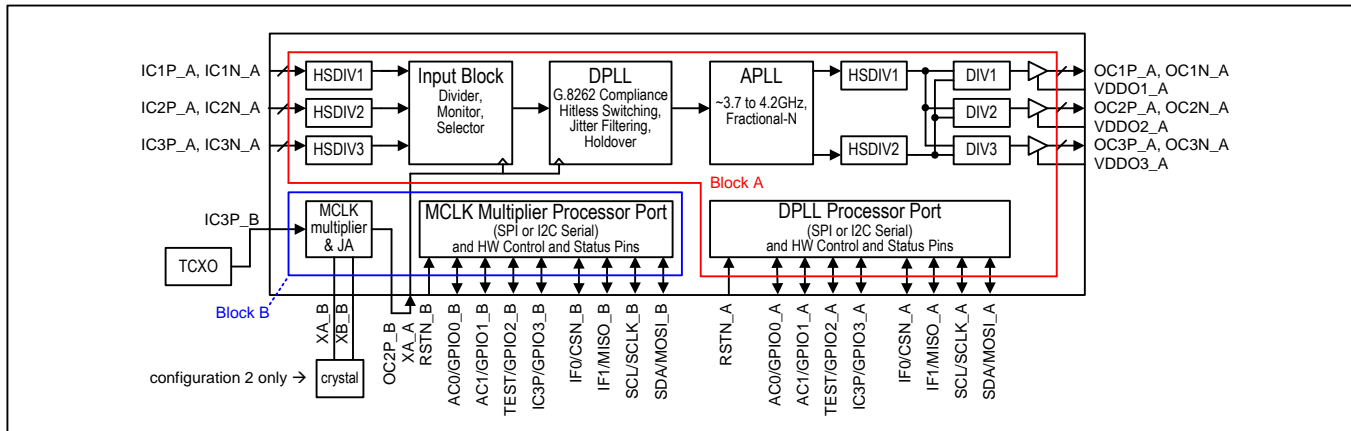 IC1P_A, IC1N_A
IC2P_A, IC2N_A
IC3P_A, IC3N_A
HSDIV1
HSDIV2
HSDIV3
Input Block
Divider,
Monitor,
Selector
DPLL
G.8262 Compliance
Hitless Switching,
Jitter Filtering,
Holdover
APLL
~3.7 to 4.2GHz,
Fractional-N
HSDIV1
HSDIV2
DIV1
DIV2
DIV3
OC1P_A, OC1N_A
VDDO1_A
OC2P_A, OC2N_A
VDDO2_A
OC3P_A, OC3N_A
VDDO3_A
Block A
IC3P_B
TCXO
MCLK
multiplier
& JA
MCLK Multiplier Processor Port
(SPI or I2C Serial)
and HW Control and Status Pins
DPLL Processor Port
(SPI or I2C Serial)
and HW Control and Status Pins
Block B
XA_B
XB_B
OC2P_B
XA_A
RSTN_B
AC0/GPIO0_B
AC1/GPIO1_B
TEST/GPIO2_B
IC3P/GPIO3_B
IF0/CSN_B
IF1/MISO_B
SCL/SCLK_B
SDA/MOSI_B
RSTN_A
AC0/GPIO0_A
AC1/GPIO1_A
TEST/GPIO2_A
IC3P/GPIO3_A
IF0/CSN_A
IF1/MISO_A
SCL/SCLK_A
SDA/MOSI_A
configuration 2 only →
crystal